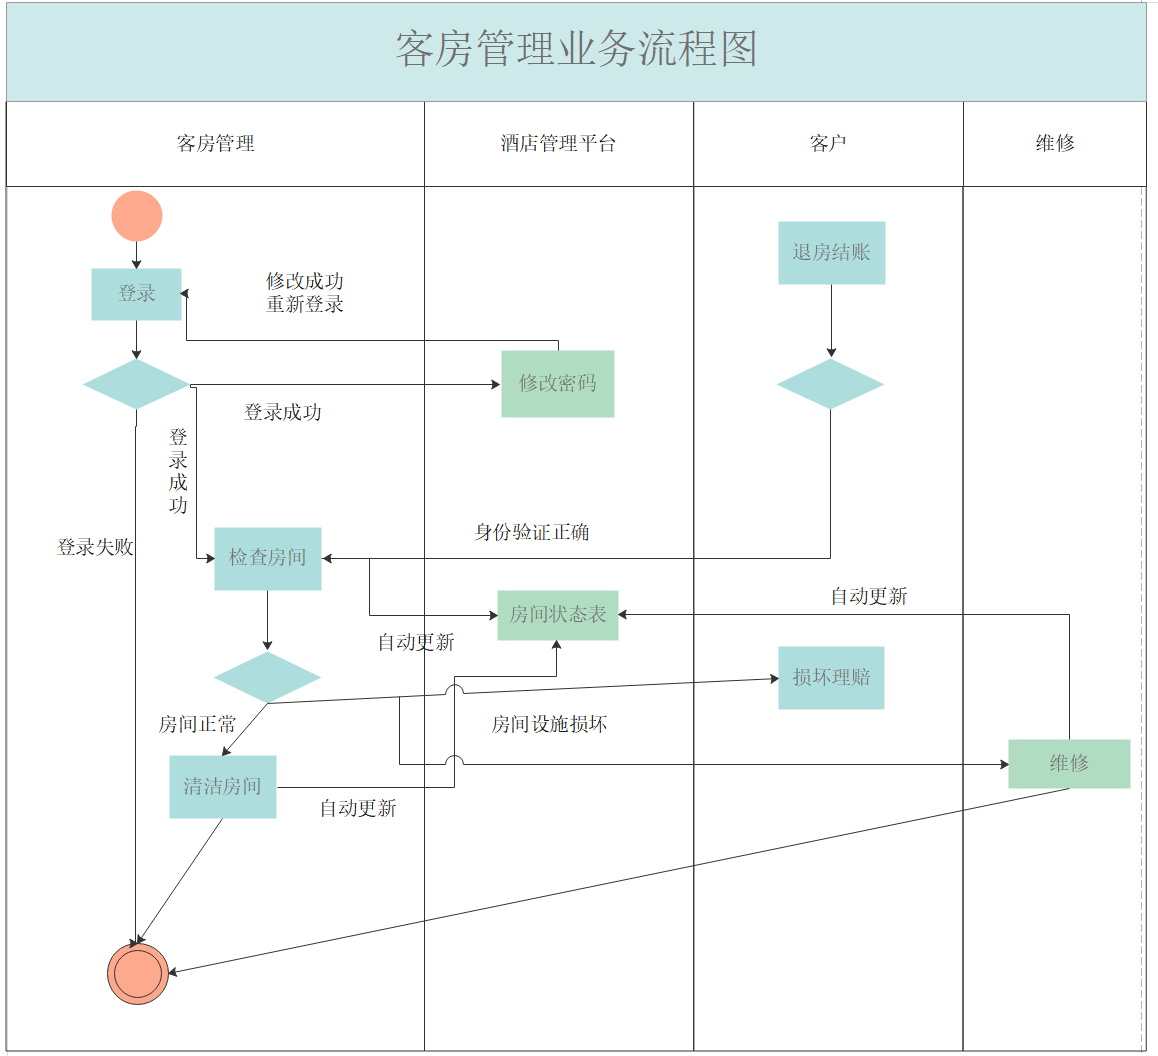 客房管理业务流程图
客房管理
酒店管理平台
客户
维修
退房结账
登录
修改成功
重新登录
修改密码
登录成功
登
录
成
功
身份验证正确
登录失败
检查房间
自动更新
房间状态表
自动更新
损坏理赔
房间正常
房间设施损坏
维修
清洁房间
自动更新